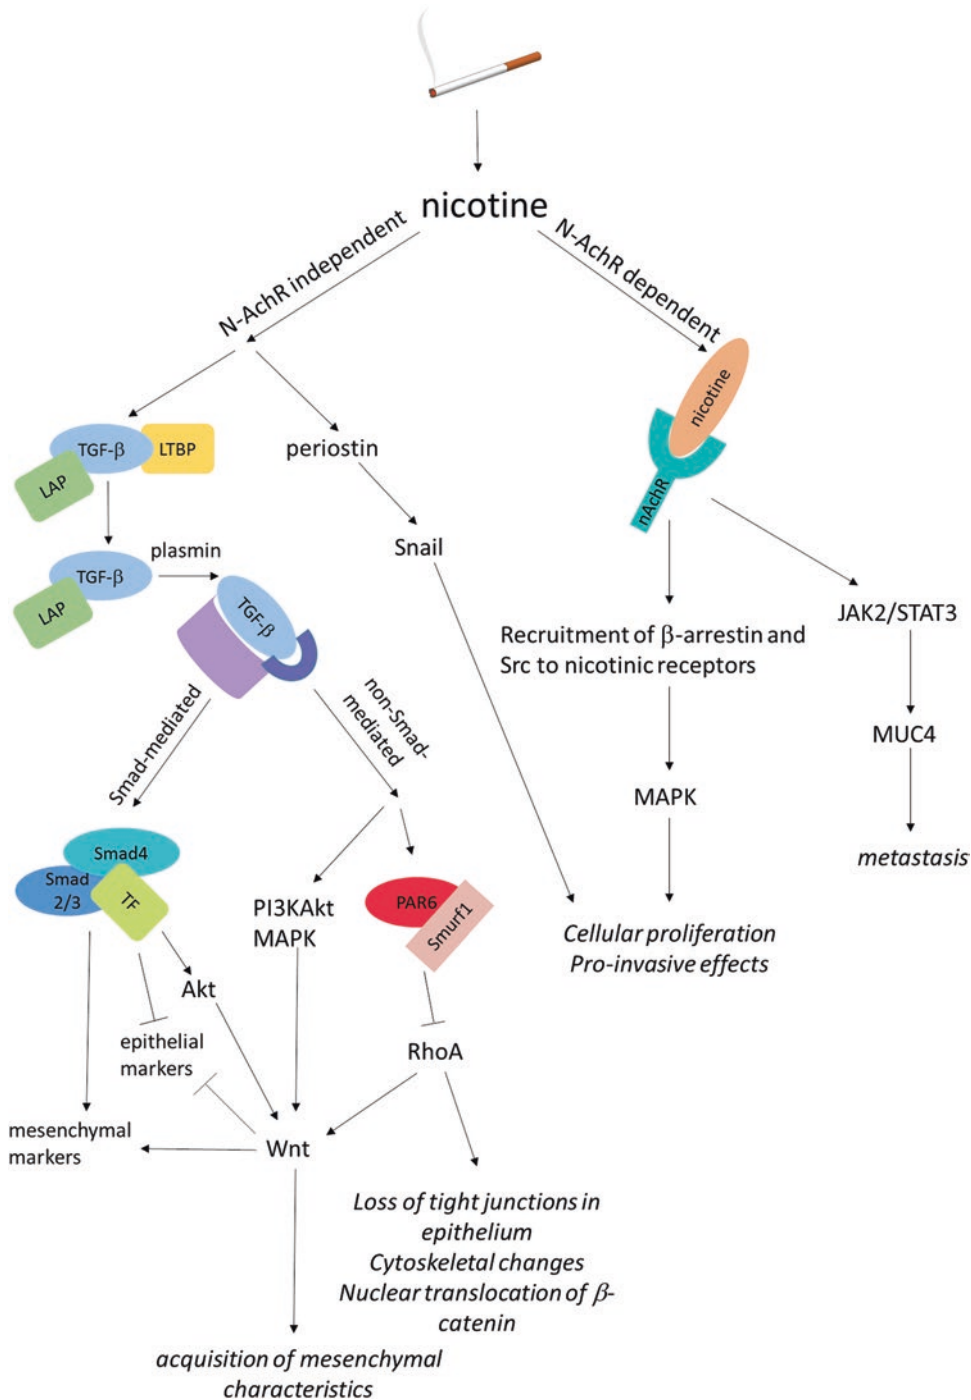 nicotine
N-AchR independent
N-AchR dependent
nicotine
nAchR
TGF-β
LTBP
LAP
periostin
Snail
plasmin
TGF-β
LAP
TGF-β
JAK2/STAT3
Recruitment of β-arrestin and
Src to nicotinic receptors
Smad-mediated
non-Smad-
mediated
MUC4
MAPK
metastasis
Smad4
Smad
2/3
TF
PI3KAkt
MAPK
PAR6
Smurf1
Cellular proliferation
Pro-invasive effects
Akt
epithelial
markers
RhoA
mesenchymal
markers
Wnt
Loss of tight junctions in
epithelium
Cytoskeletal changes
Nuclear translocation of β-
catenin
acquisition of mesenchymal
characteristics